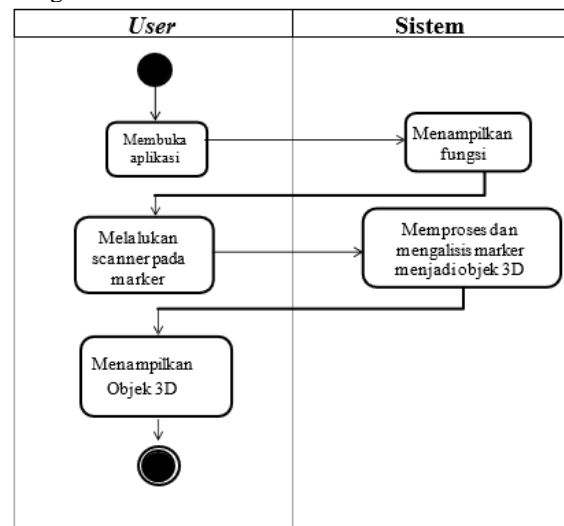 User
Sistem
Membuka
aplikasi
Menampilkan
fungsi
Melalukan
scanner pada
marker
Memproses dan
mengalisis marker
menjadi objek 3D
Menampilkan
Objek 3D